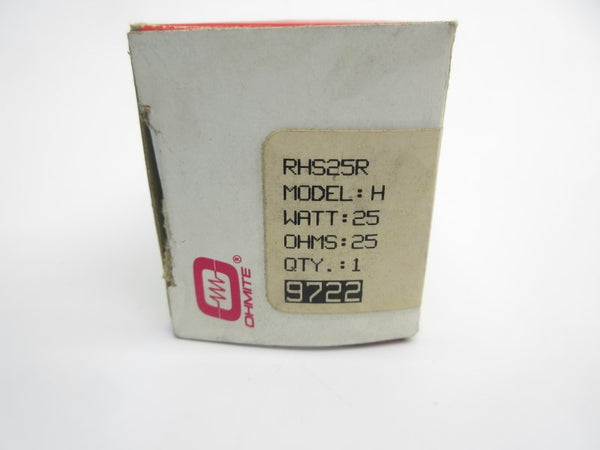 RHS25R
MODEL: H
WATT: 25
OHMS: 25
QTY.: 1
9722
OHMITE®